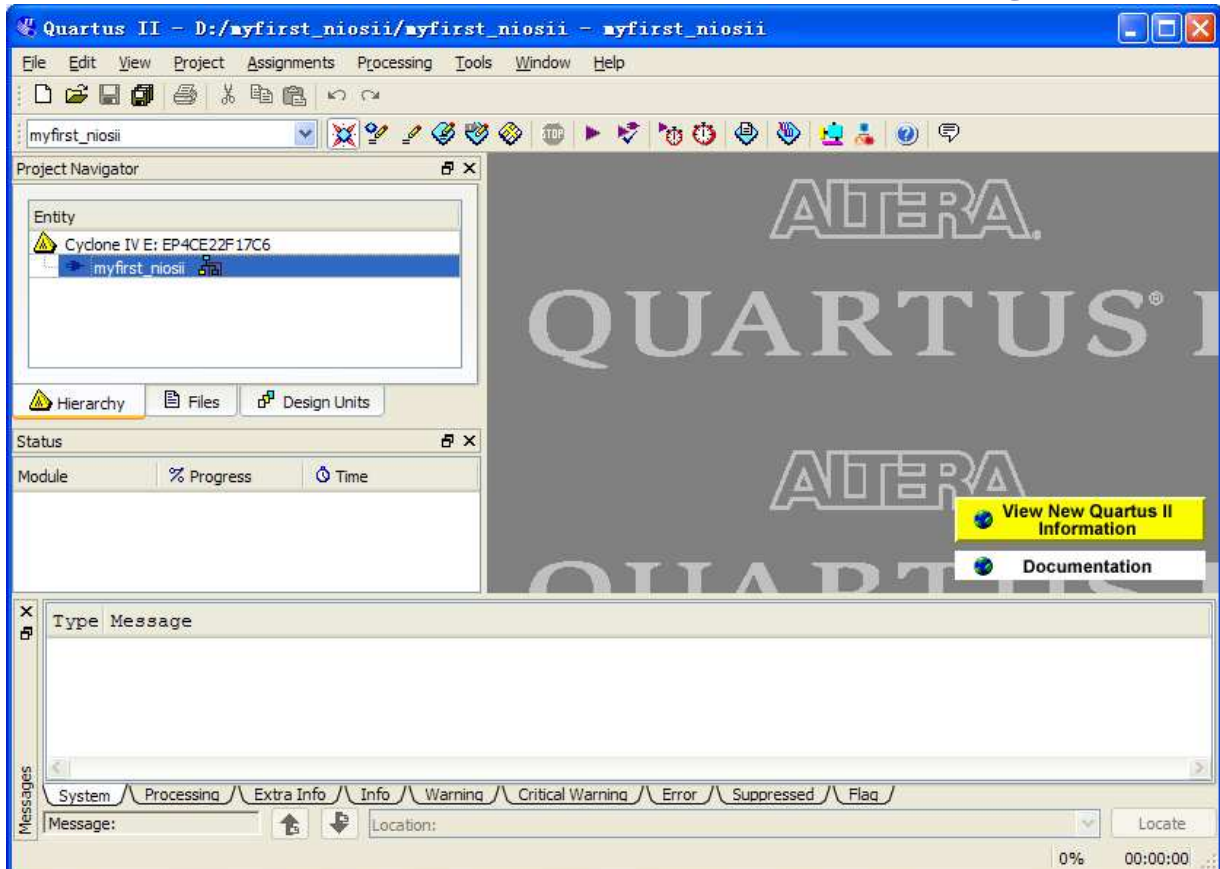 Quartus II - D:/myfirst_niosii/myfirst_niosii - myfirst_niosii
File Edit View Project Assignments Processing Tools Window Help
myfirst_niosii
STOP
Project Navigator
Entity
Cyclone IV E: EP4CE22F17C6
myfirst_niosii
Hierarchy Files Design Units
Status
Module % Progress Time
ALTERA.
QUARTUS® I
ALTERA
View New Quartus II
Information
Documentation
QUARTUS I
Type Message
Messages
System Processing Extra Info Info Warning Critical Warning Error Suppressed Flag
Message: Location: Locate
0% 00:00:00